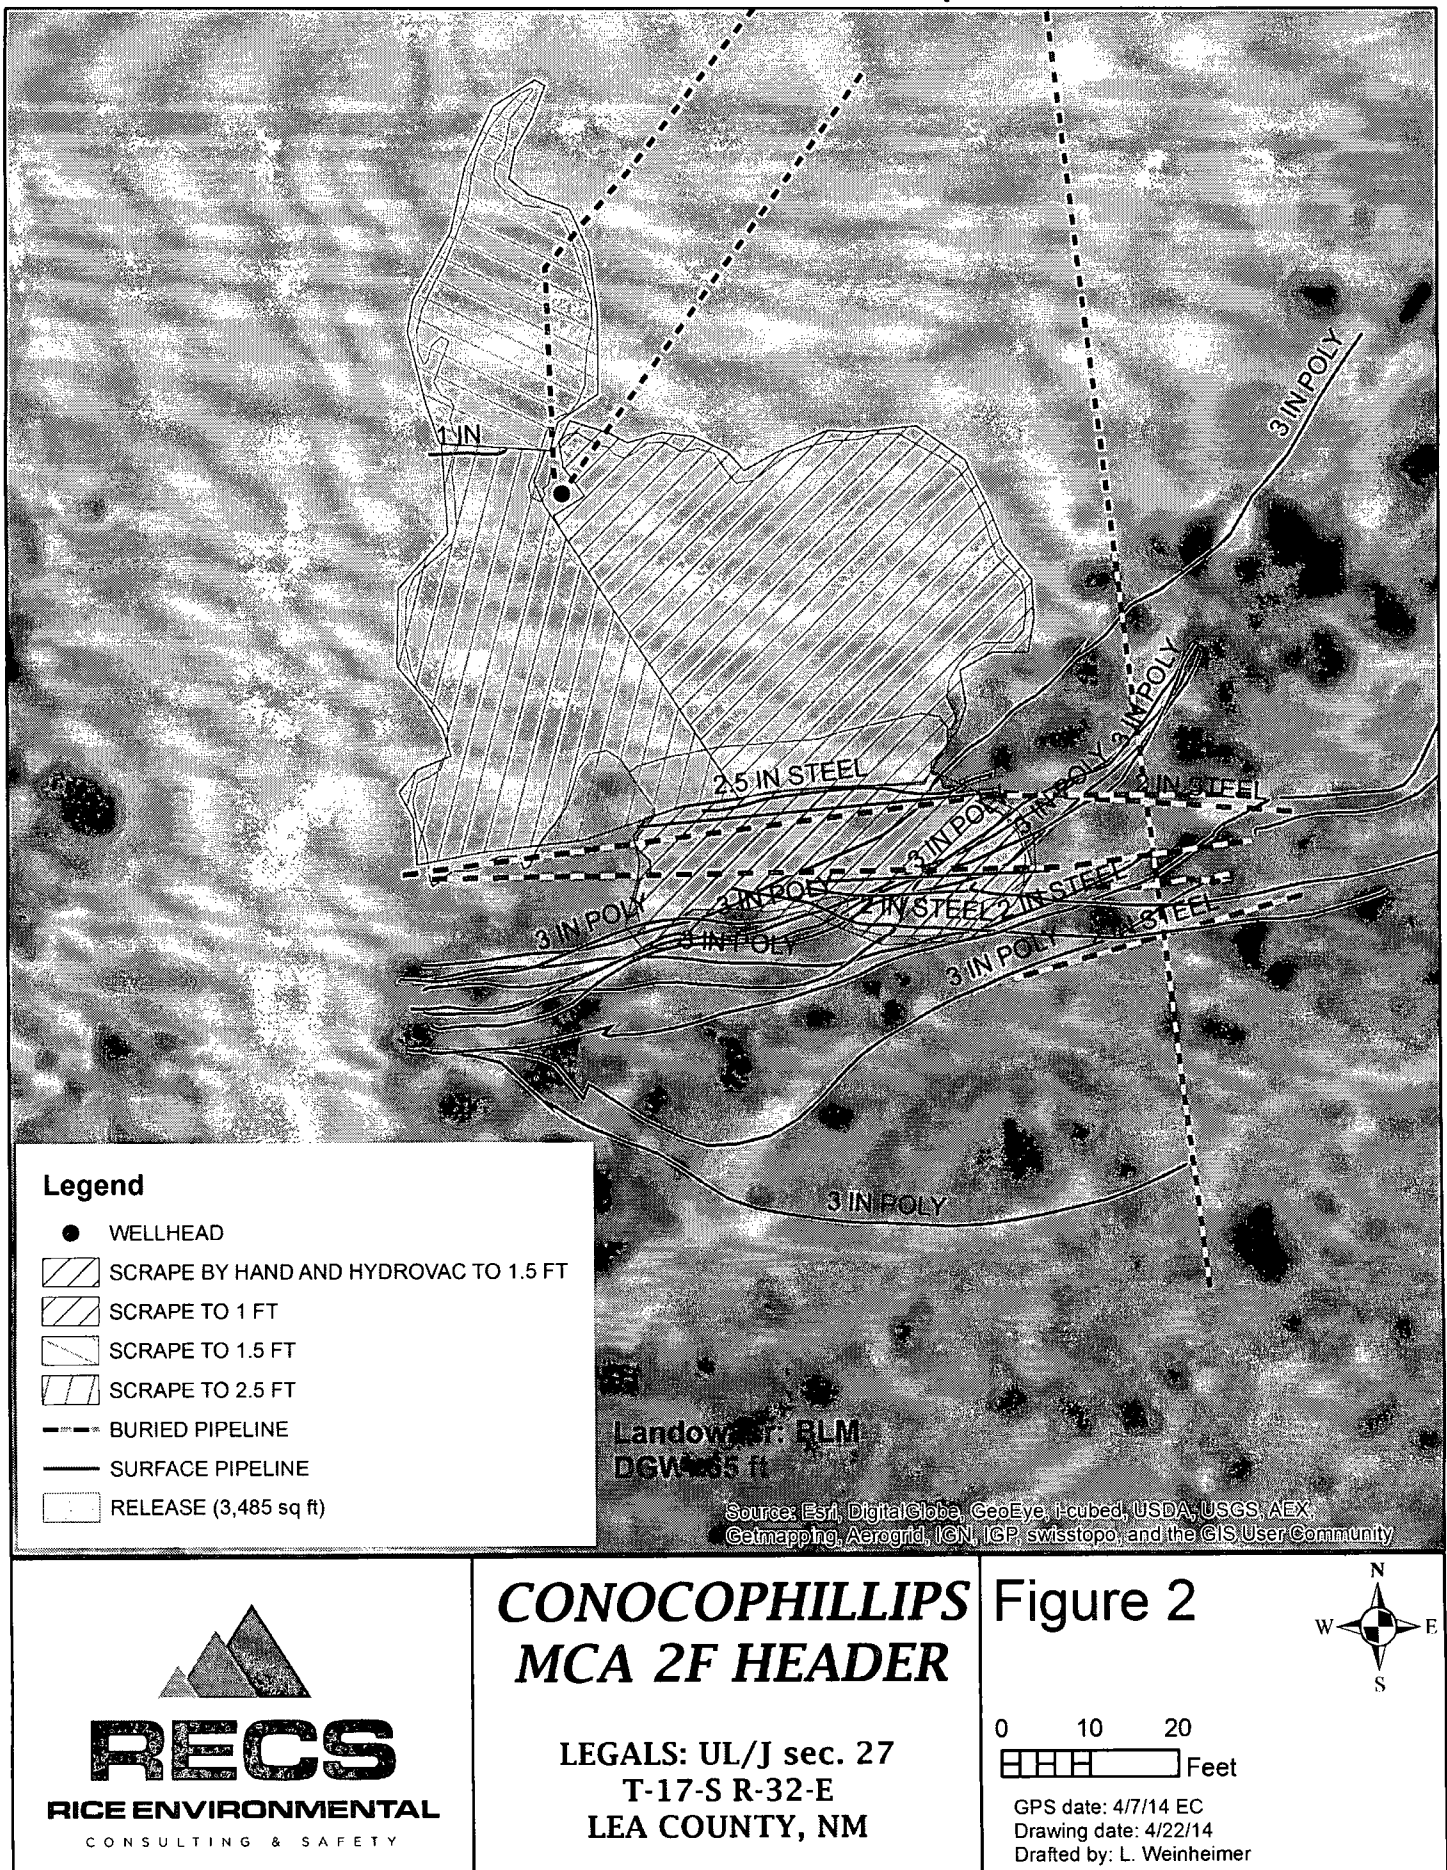 3 IN POLY
1 IN
3 IN POLY
2.5 IN STEEL
3 IN POLY
IN STEEL
3 IN POLY
3 IN POLY
3 IN POLY
2 IN STEEL
2 IN STEEL
IN STEEL
3 IN POLY
3 IN POLY
3 IN POLY
Legend
WELLHEAD
SCRAPE BY HAND AND HYDROVAC TO 1.5 FT
SCRAPE TO 1 FT
SCRAPE TO 1.5 FT
SCRAPE TO 2.5 FT
BURIED PIPELINE
SURFACE PIPELINE
RELEASE (3,485 sq ft)
Landowner: BLM
ft
Source: Esri, DigitalGlobe, GeoEye, i-cubed, USDA, USGS, AEX,
Getmapping, Aerogrid, IGN, IGP, swisstopo, and the GIS User Community
RECS
RICE ENVIRONMENTAL
CONSULTING & SAFETY
CONOCOPHILLIPS
MCA 2F HEADER
LEGALS: UL/J sec. 27
T-17-S R-32-E
LEA COUNTY, NM
Figure 2
N
W E
S
0 10 20
Feet
GPS date: 4/7/14 EC
Drawing date: 4/22/14
Drafted by: L. Weinheimer